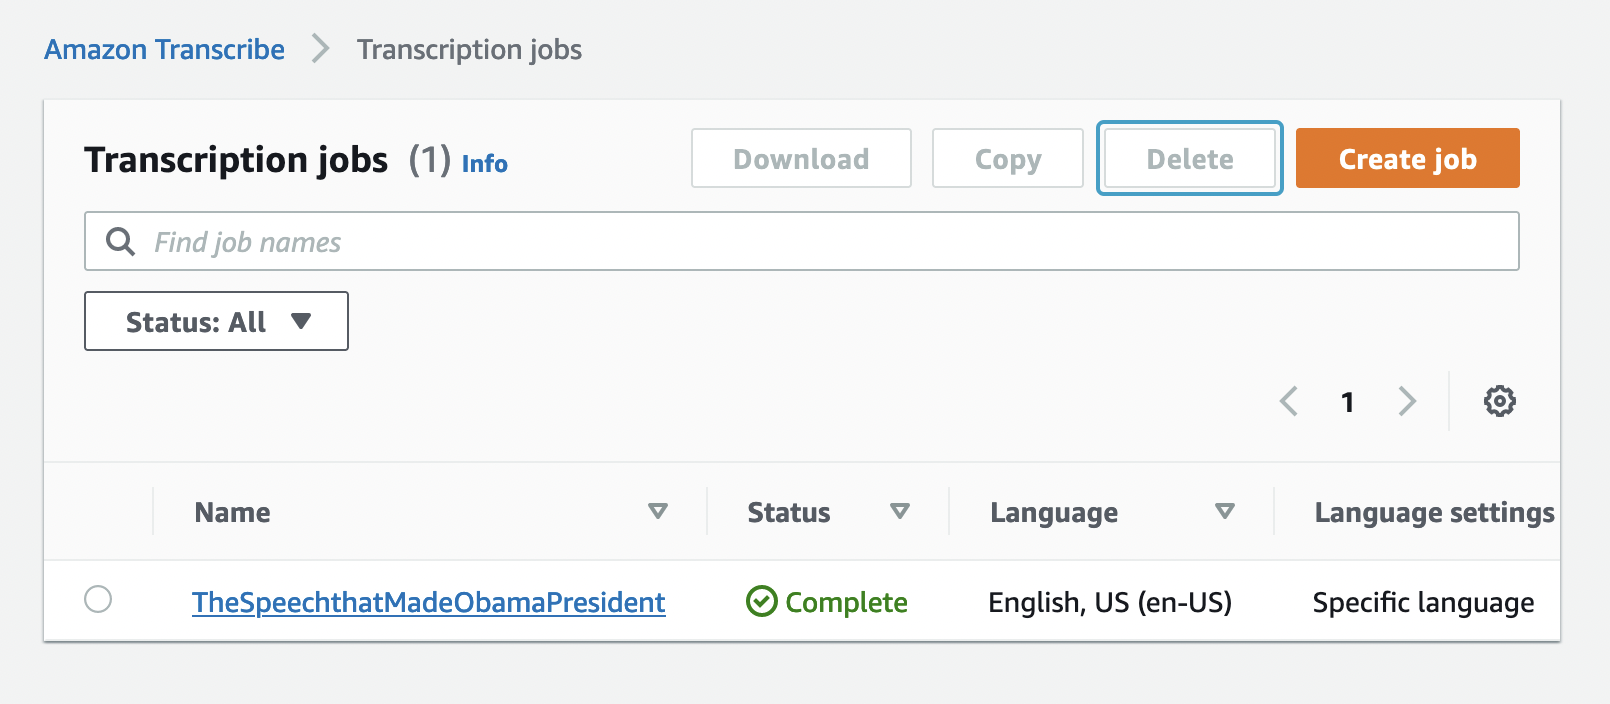 Amazon Transcribe > Transcription jobs
Transcription jobs (1) Info
Download Copy Delete Create job
Find job names
Status: All
1
Name Status Language Language settings
TheSpeechthatMadeObamaPresident Complete English, US (en-US) Specific language